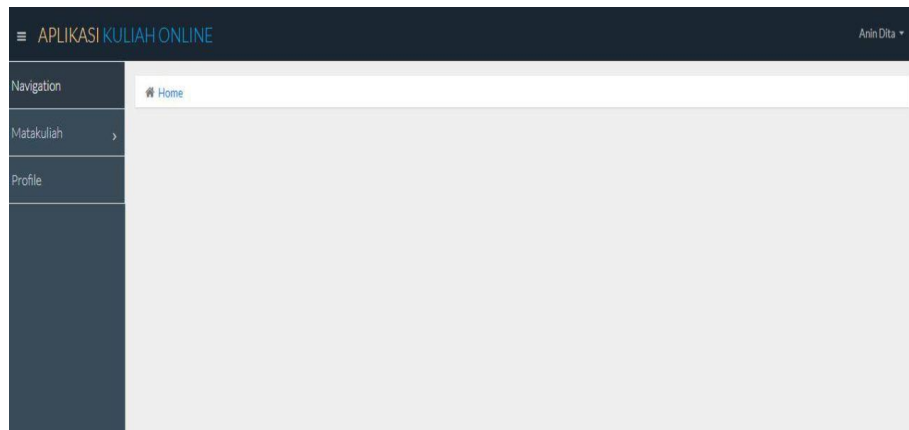 APLIKASI KULIAH ONLINE
Anin Dita
Navigation
Home
Matakuliah
Profile